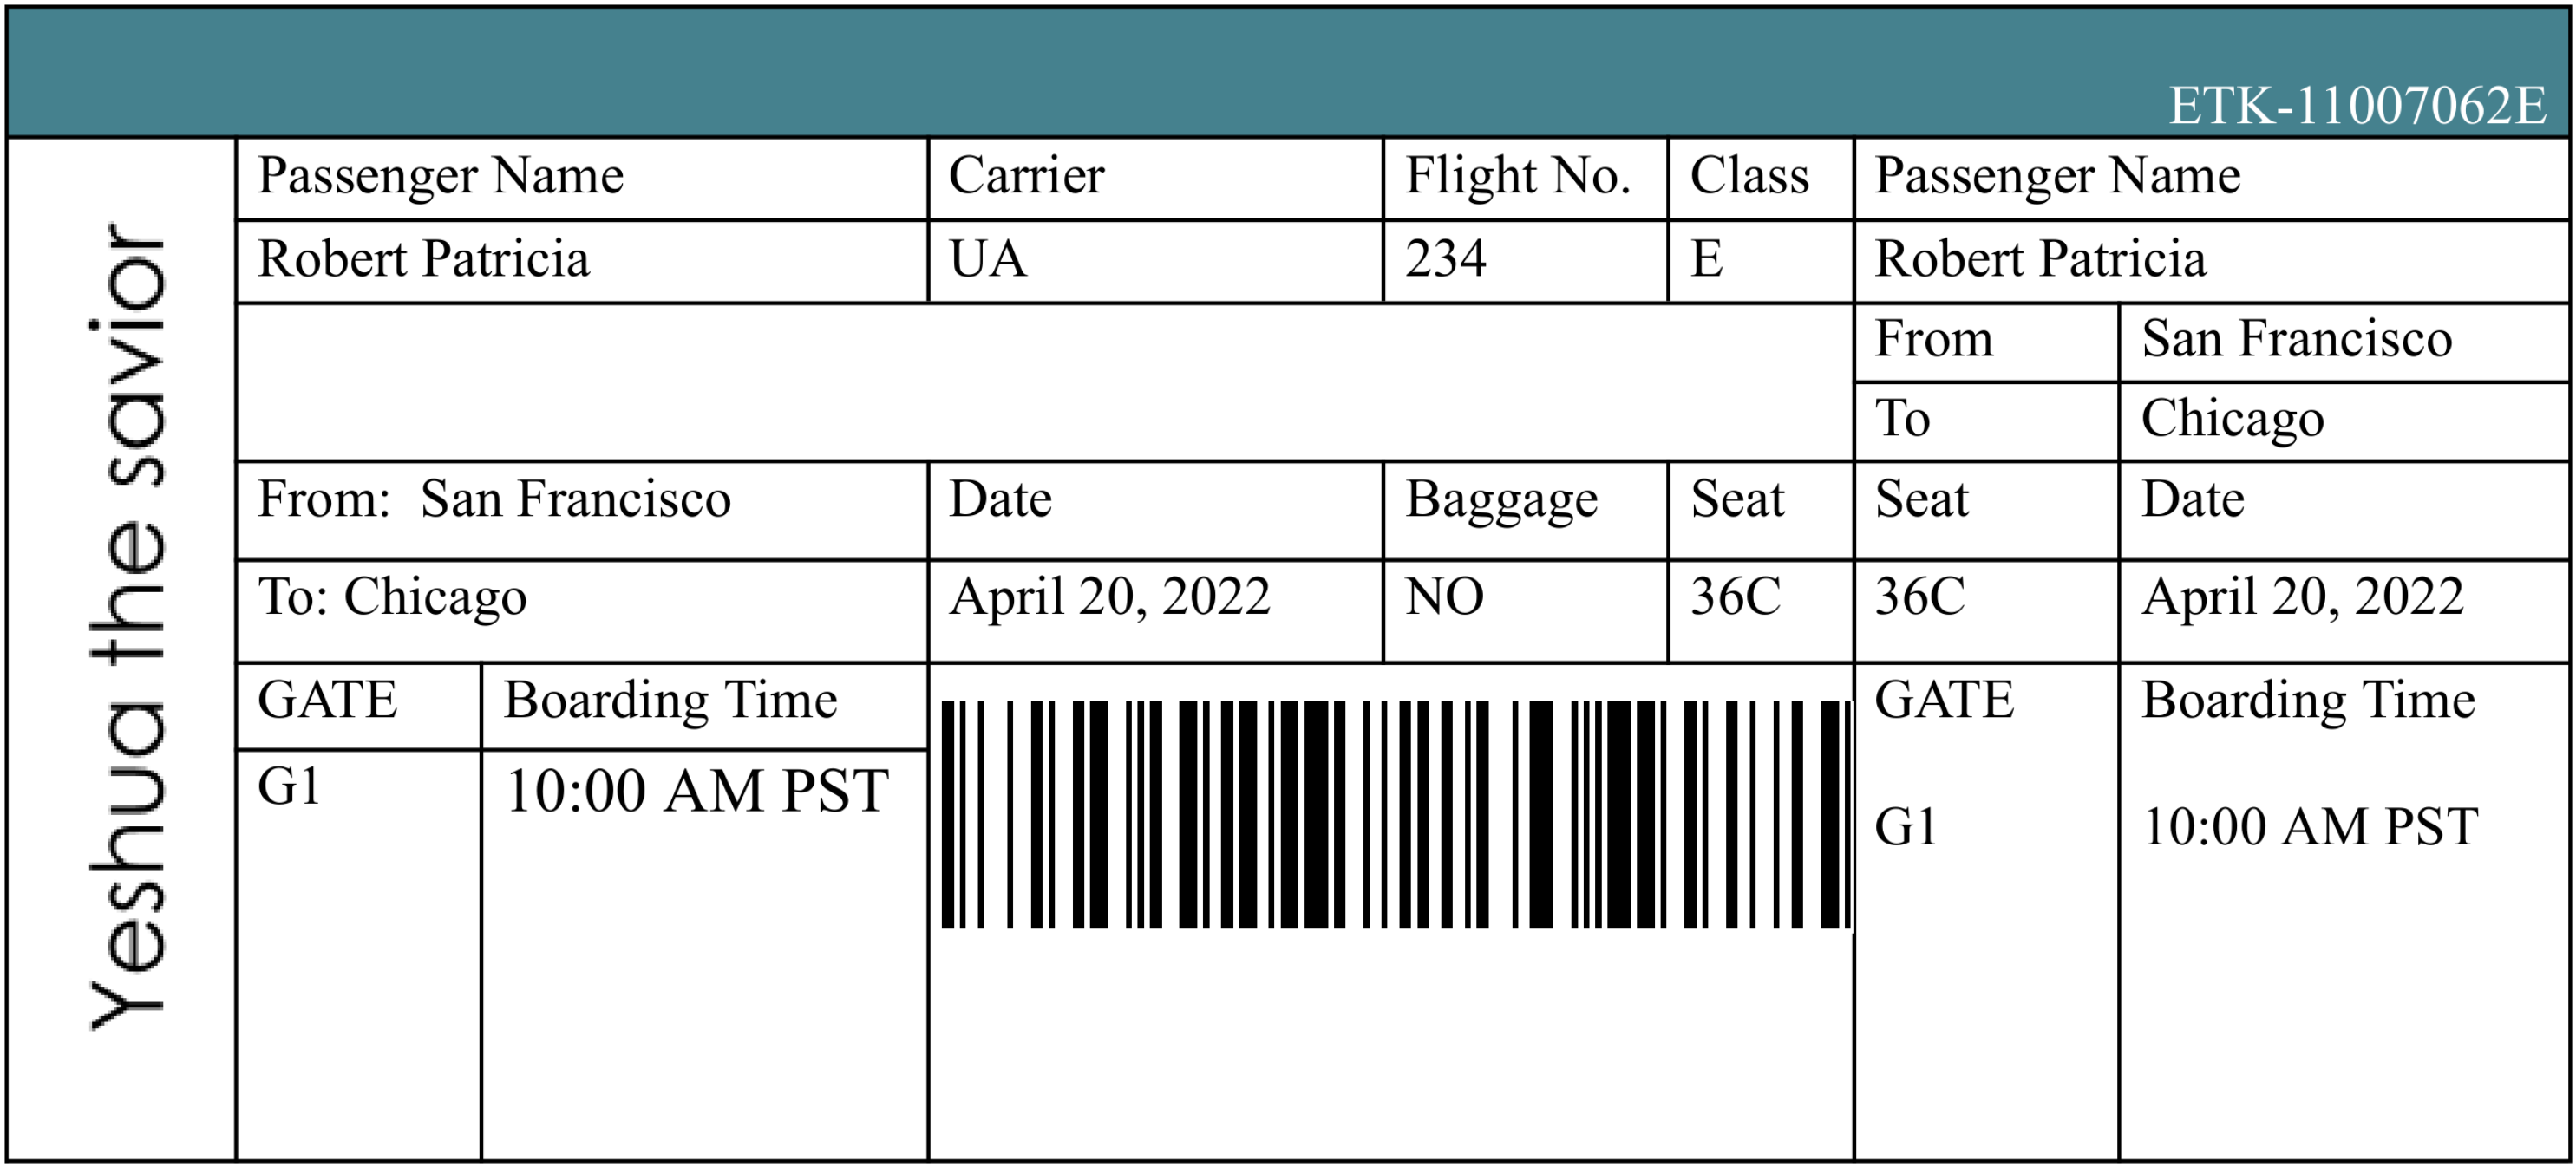 ETK-11007062E
Yeshua the savior
Passenger Name Carrier Flight No. Class Passenger Name
Robert Patricia UA 234 E Robert Patricia
From San Francisco
To Chicago
From: San Francisco Date Baggage Seat Seat Date
To: Chicago April 20, 2022 NO 36C 36C April 20, 2022
GATE Boarding Time GATE Boarding Time
G1 10:00 AM PST G1 10:00 AM PST